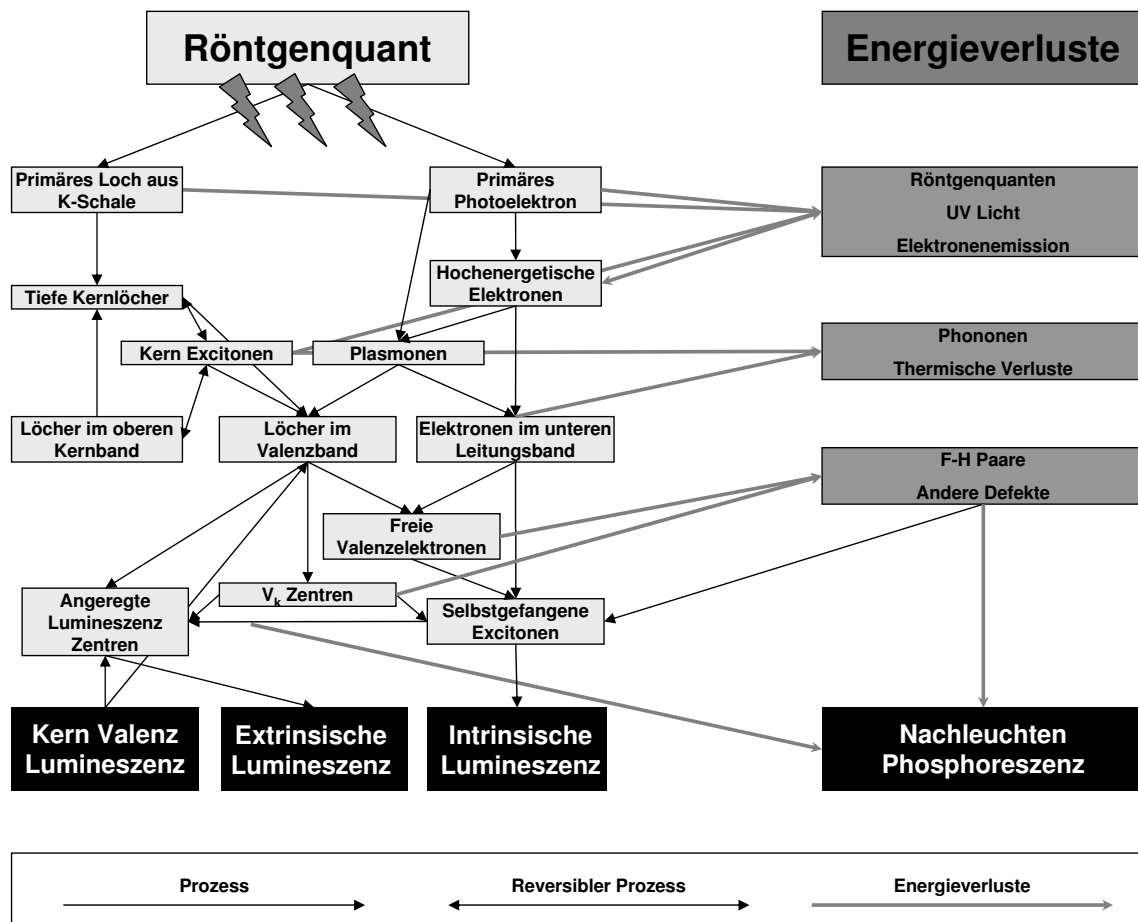 Röntgenquant
Energieverluste
Primäres Loch aus
K-Schale
Primäres
Photoelektron
Röntgenquanten
UV Licht
Elektronenemission
Hochenergetische
Elektronen
Tiefe Kernlöcher
Kern Excitonen
Plasmonen
Phononen
Thermische Verluste
Löcher im oberen
Kernband
Löcher im
Valenzband
Elektronen im unteren
Leitungsband
F-H Paare
Andere Defekte
Freie
Valenzelektronen
Vk Zentren
Angeregte
Lumineszenz
Zentren
Selbstgefangene
Excitonen
Kern Valenz
Lumineszenz
Extrinsische
Lumineszenz
Intrinsische
Lumineszenz
Nachleuchten
Phosphoreszenz
Prozess
Reversibler Prozess
Energieverluste